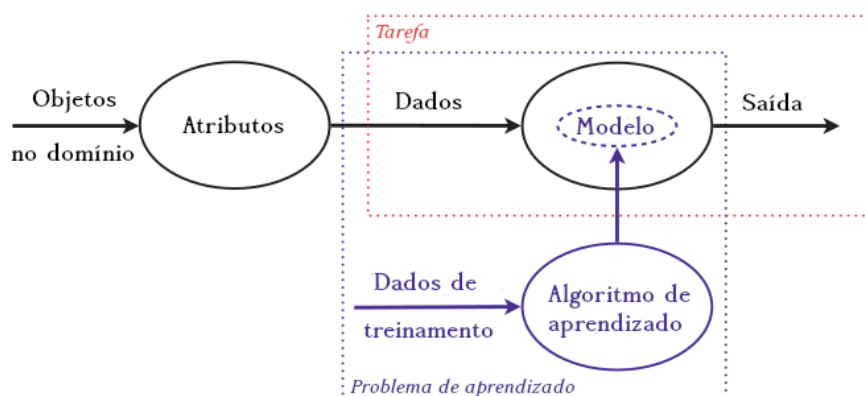 Tarefa
Objetos
no domínio
Atributos
Dados
Modelo
Saída
Dados de
treinamento
Algoritmo de
aprendizado
Problema de aprendizado